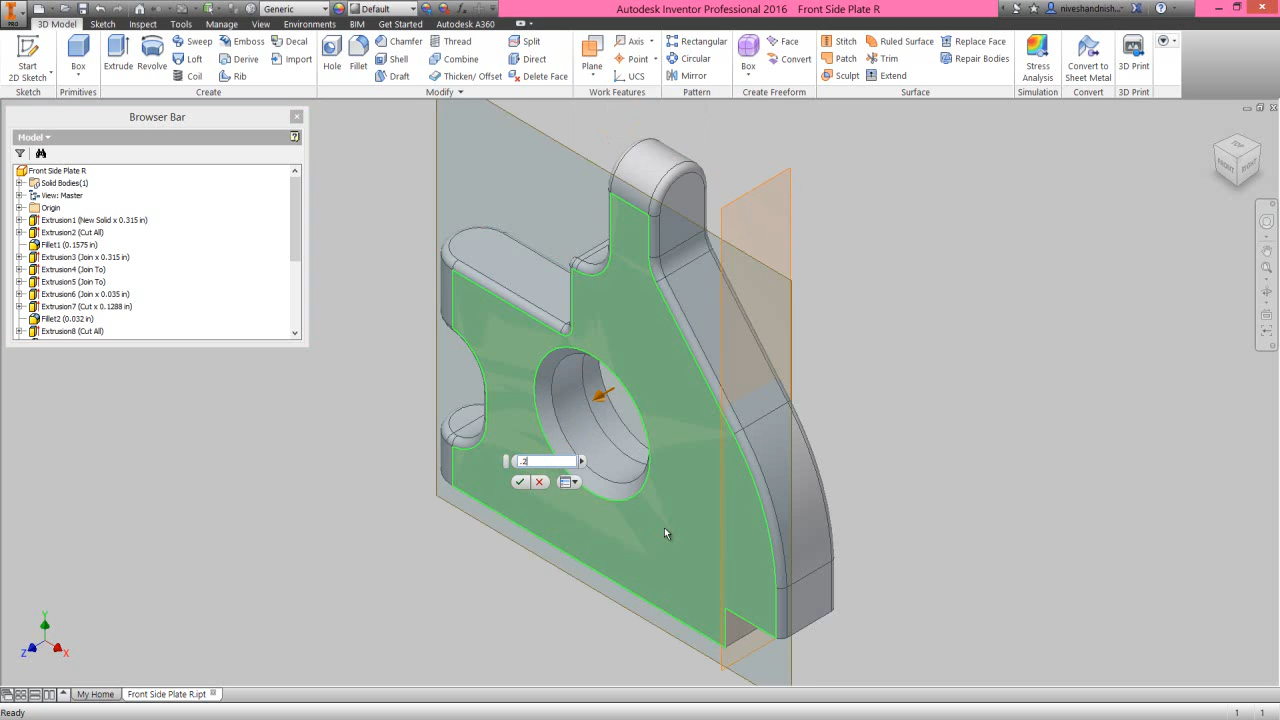 PRO
Generic
Default
Autodesk Inventor Professional 2016 Front Side Plate R
niveshandnish...
3D Model Sketch Inspect Tools Manage View Environments BIM Get Started Autodesk A360
Start 2D Sketch
Box
Extrude
Revolve
Sweep
Emboss
Decal
Loft
Derive
Import
Coil
Rib
Hole
Fillet
Chamfer
Thread
Split
Shell
Combine
Direct
Draft
Thicken/ Offset
Delete Face
Plane
Axis
Point
UCS
Rectangular
Circular
Mirror
Box
Face
Convert
Stitch
Ruled Surface
Replace Face
Patch
Trim
Repair Bodies
Sculpt
Extend
Stress Analysis
Convert to Sheet Metal
3D Print
Sketch Primitives Create Modify Work Features Pattern Create Freeform Surface Simulation Convert 3D Print
Browser Bar
Model
Front Side Plate R
Solid Bodies(1)
View: Master
Origin
Extrusion1 (New Solid x 0.315 in)
Extrusion2 (Cut All)
Fillet1 (0.1575 in)
Extrusion3 (Join x 0.315 in)
Extrusion4 (Join To)
Extrusion5 (Join To)
Extrusion6 (Join x 0.035 in)
Extrusion7 (Cut x 0.1288 in)
Fillet2 (0.032 in)
Extrusion8 (Cut All)
TOP
FRONT
RIGHT
.2
Y
Z
X
My Home Front Side Plate R.ipt
Ready 1 1